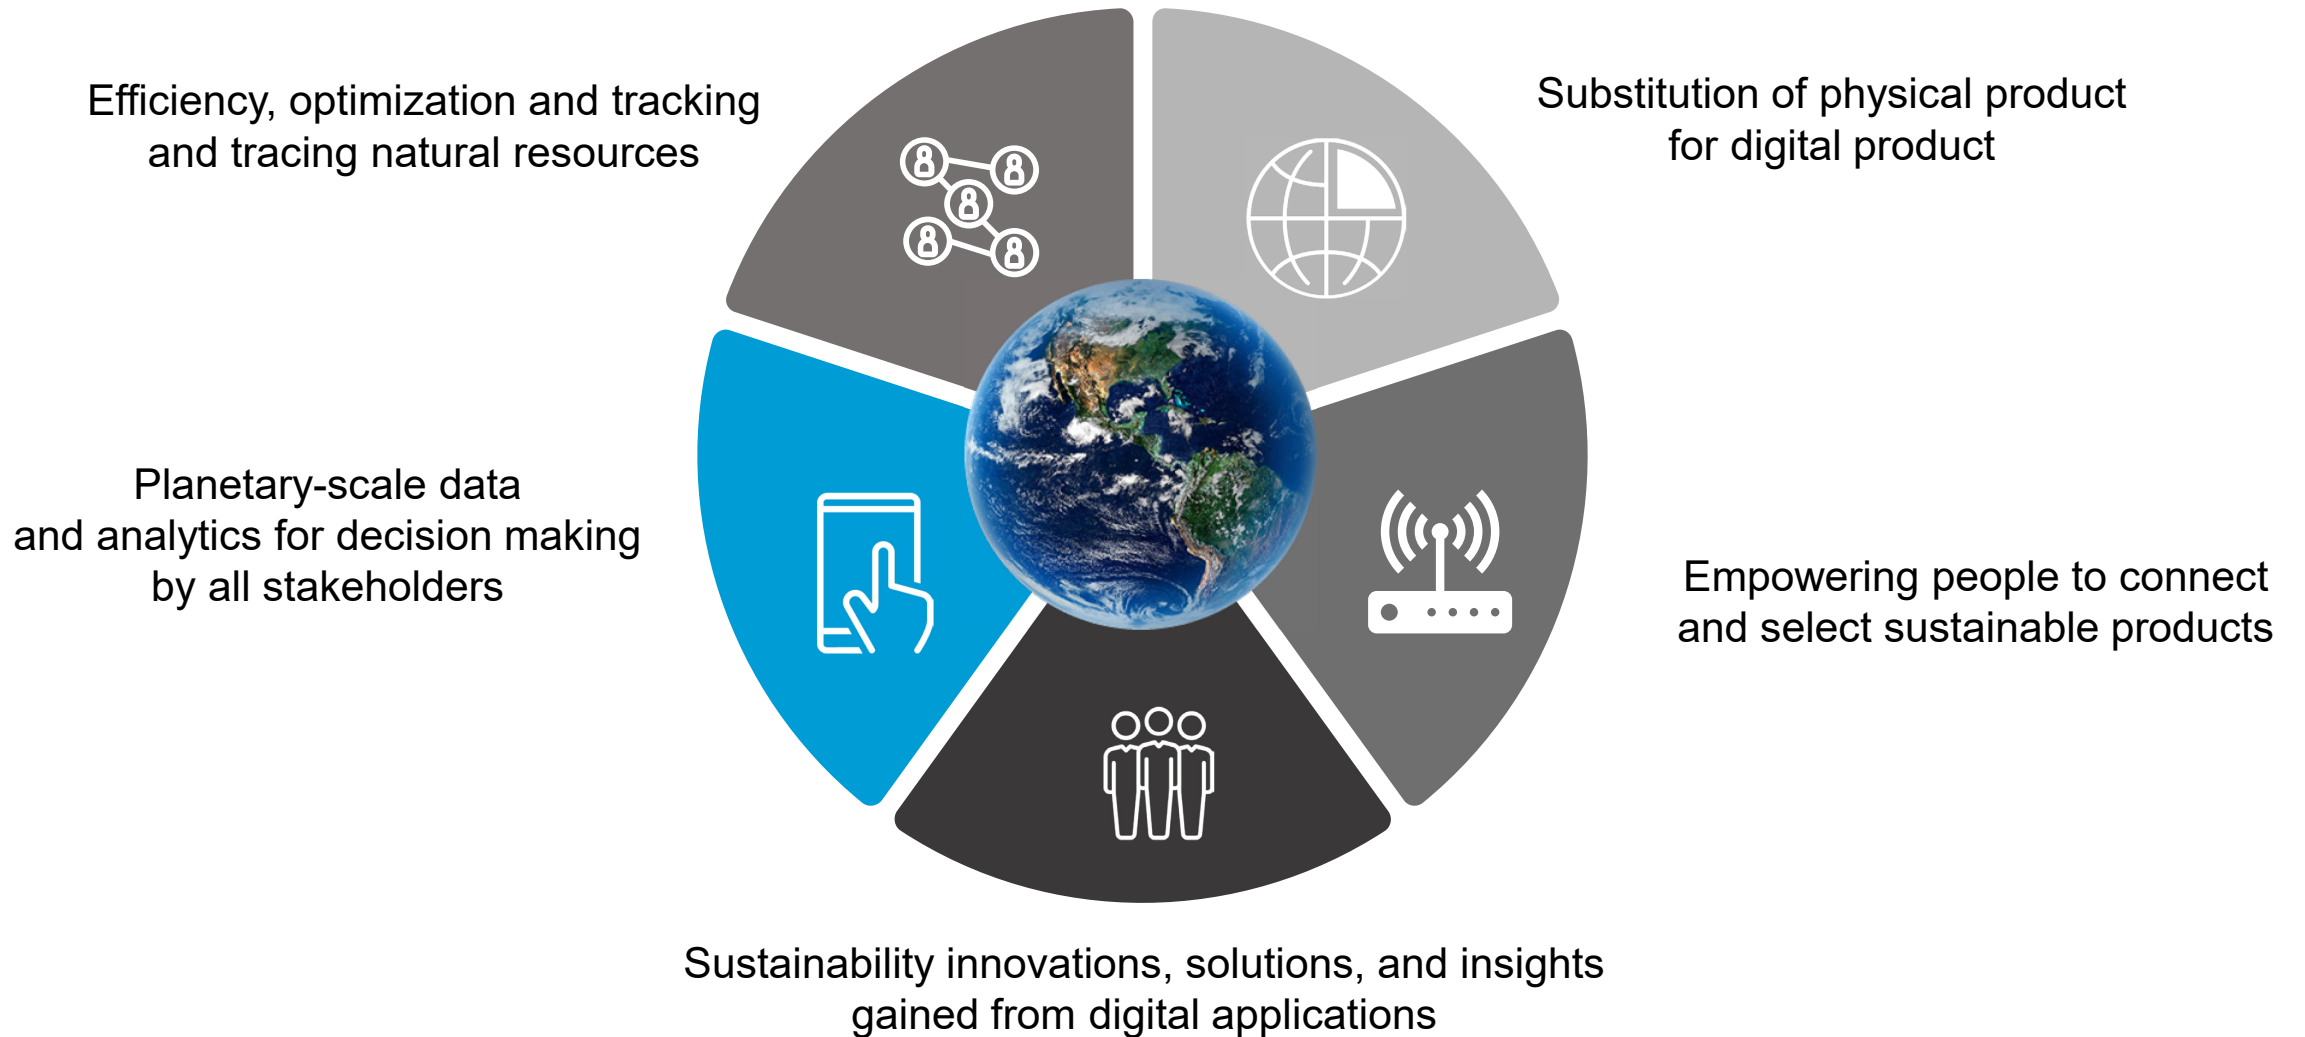 Efficiency, optimization and tracking
and tracing natural resources
Substitution of physical product
for digital product
Planetary-scale data
and analytics for decision making
by all stakeholders
Empowering people to connect
and select sustainable products
Sustainability innovations, solutions, and insights
gained from digital applications